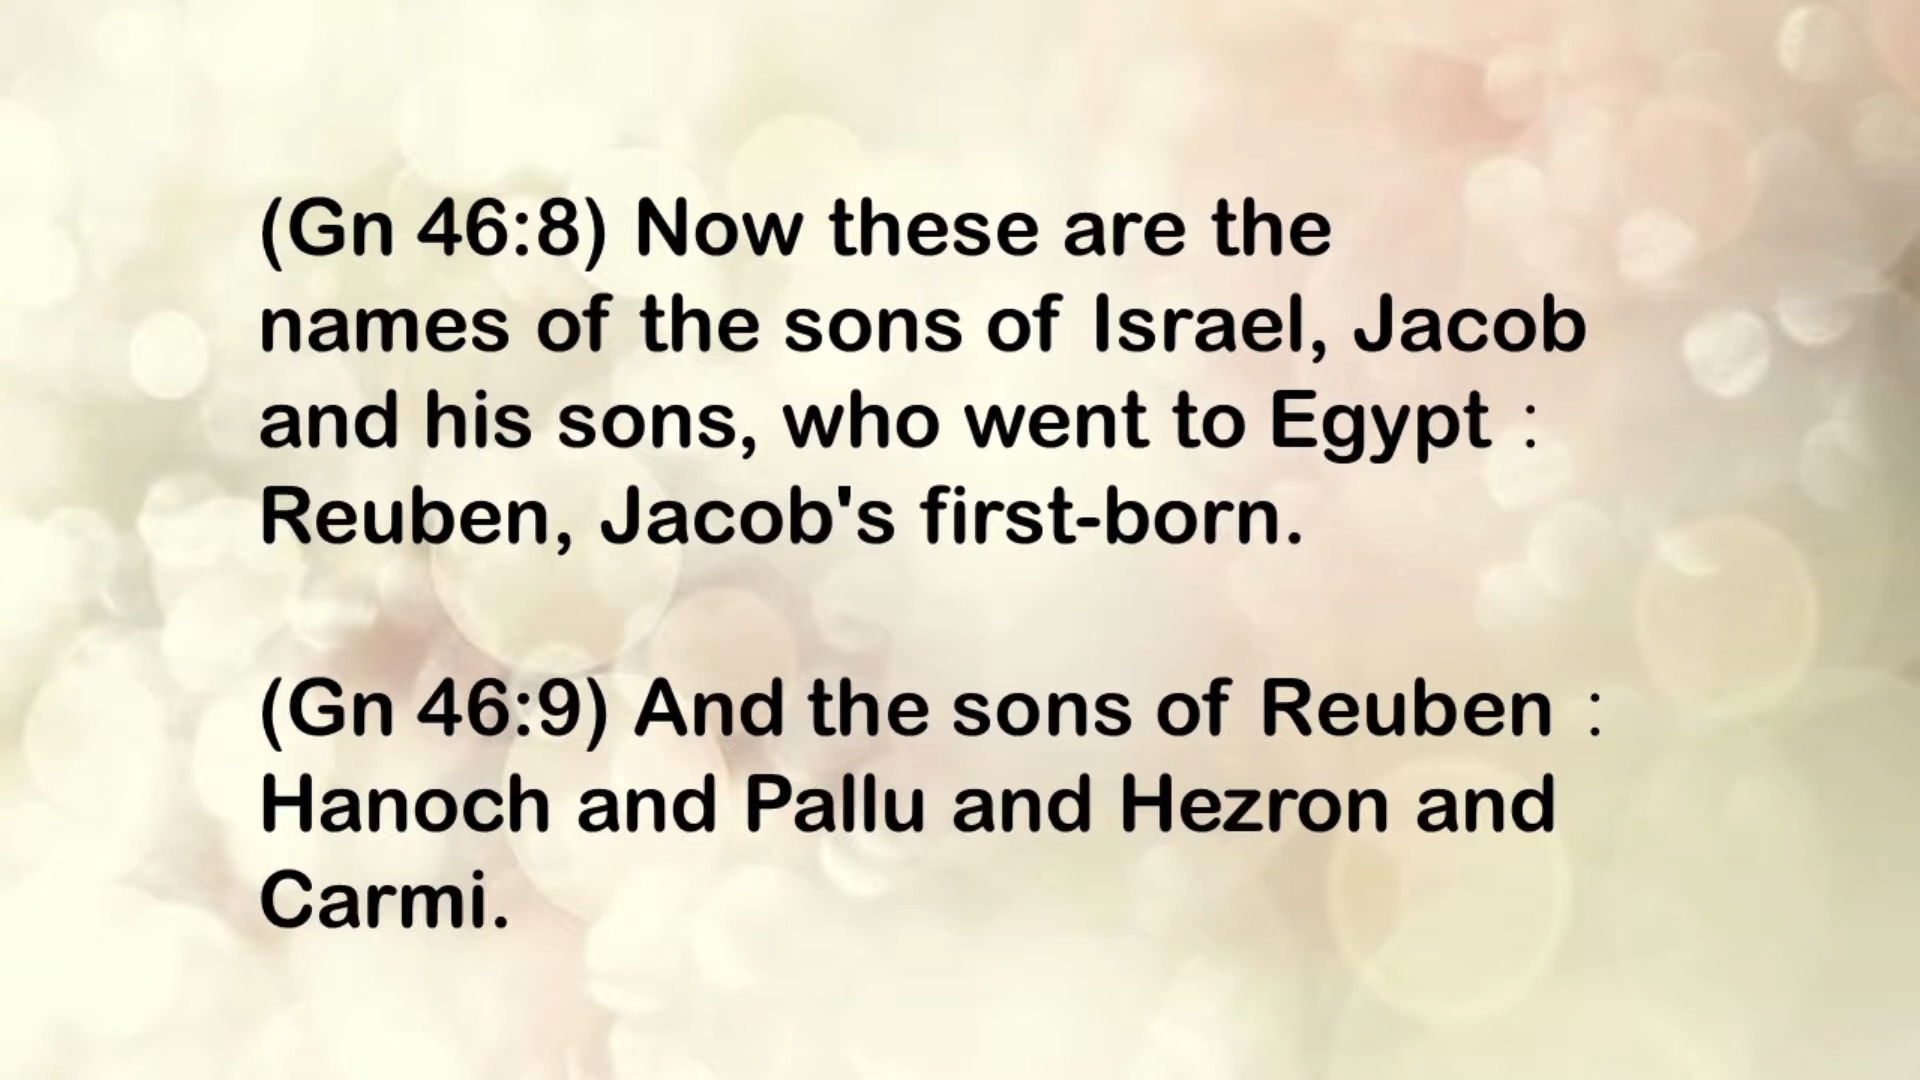 (Gn 46:8) Now these are the
names of the sons of Israel, Jacob
and his sons, who went to Egypt :
Reuben, Jacob's first-born.
(Gn 46:9) And the sons of Reuben :
Hanoch and Pallu and Hezron and
Carmi.